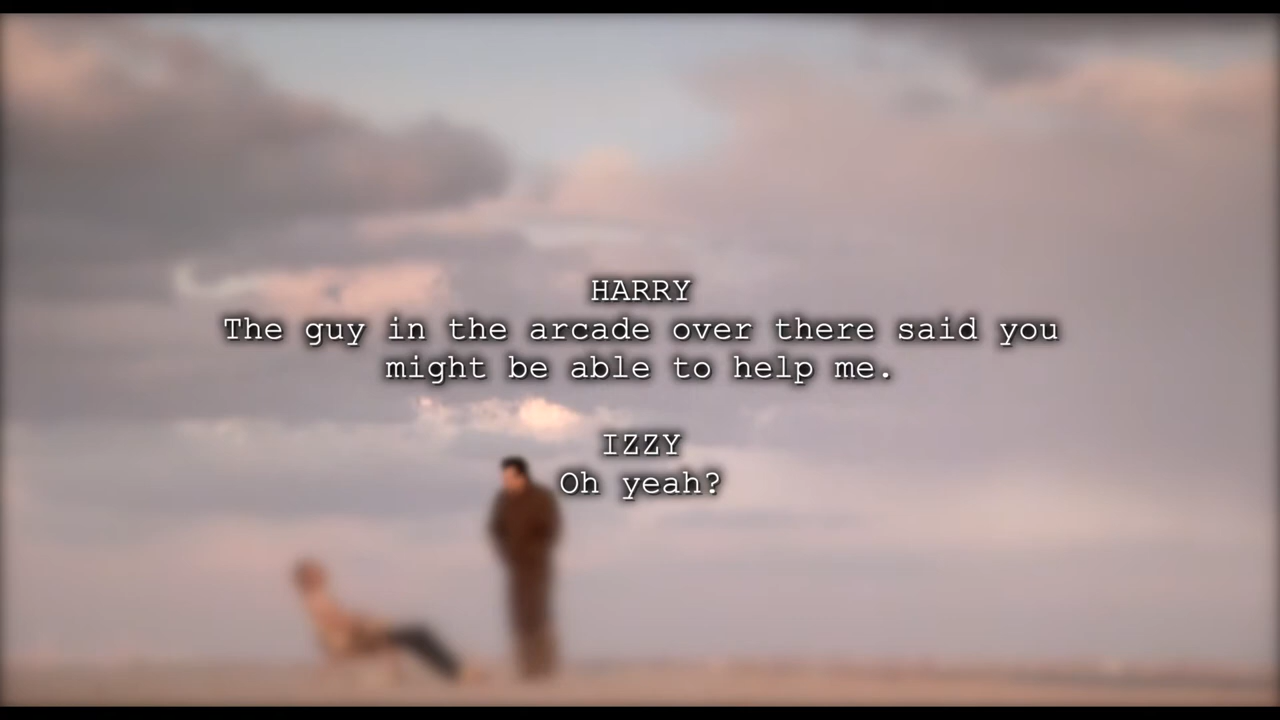 HARRY
The guy in the arcade over there said you
might be able to help me.
IZZY
Oh yeah?